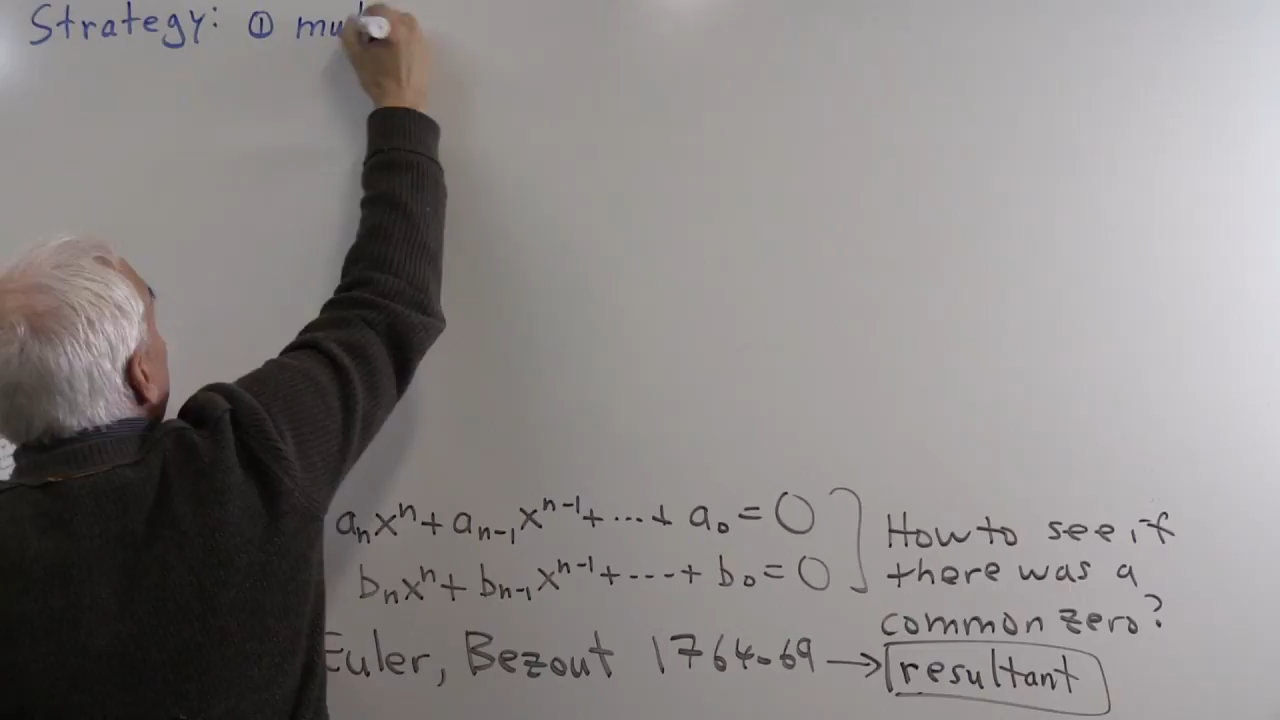 Strategy: ①
aₙxⁿ + aₙ₋₁xⁿ⁻¹ + ... + a₀ = 0
bₙxⁿ + bₙ₋₁xⁿ⁻¹ + ... + b₀ = 0
How to see if
there was a
common zero?
Euler, Bezout 1764-69 → resultant